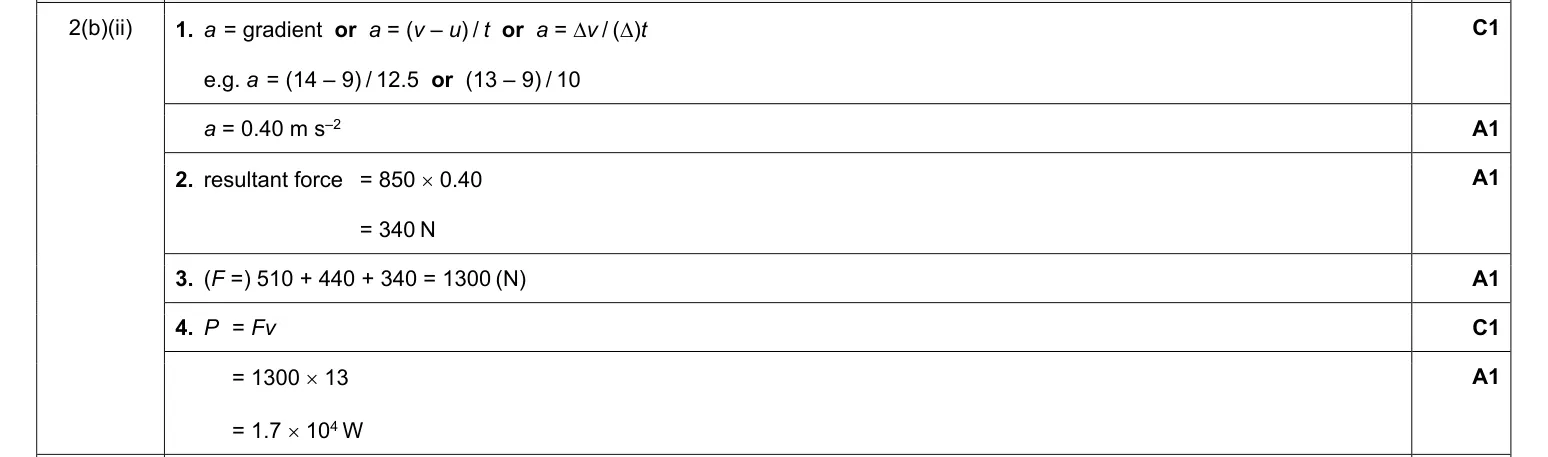 2(b)(ii) 1. a = gradient or a = (v – u) / t or a = Δv / (Δ)t C1
e.g. a = (14 – 9) / 12.5 or (13 – 9) / 10
a = 0.40 m s⁻² A1
2. resultant force = 850 × 0.40 A1
= 340 N
3. (F =) 510 + 440 + 340 = 1300 (N) A1
4. P = Fv C1
= 1300 × 13 A1
= 1.7 × 10⁴ W